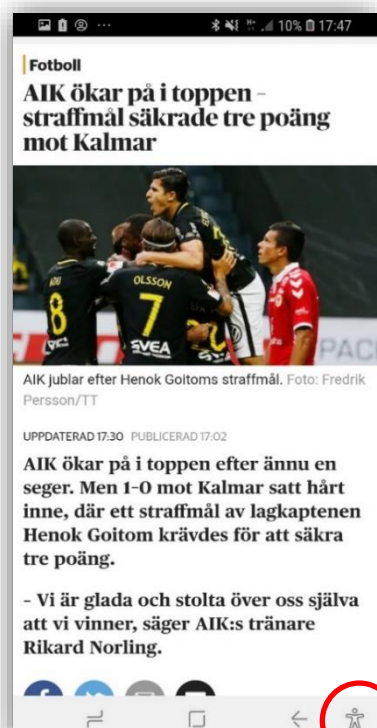 10% 17:47
Fotboll
AIK ökar på i toppen –
straffmål säkrade tre poäng
mot Kalmar
8
OLSSON
7
SVEA
PAC
AIK jublar efter Henok Goitoms straffmål. Foto: Fredrik
Persson/TT
UPPDATERAD 17:30 PUBLICERAD 17:02
AIK ökar på i toppen efter ännu en
seger. Men 1–0 mot Kalmar satt hårt
inne, där ett straffmål av lagkaptenen
Henok Goitom krävdes för att säkra
tre poäng.
– Vi är glada och stolta över oss själva
att vi vinner, säger AIK:s tränare
Rikard Norling.